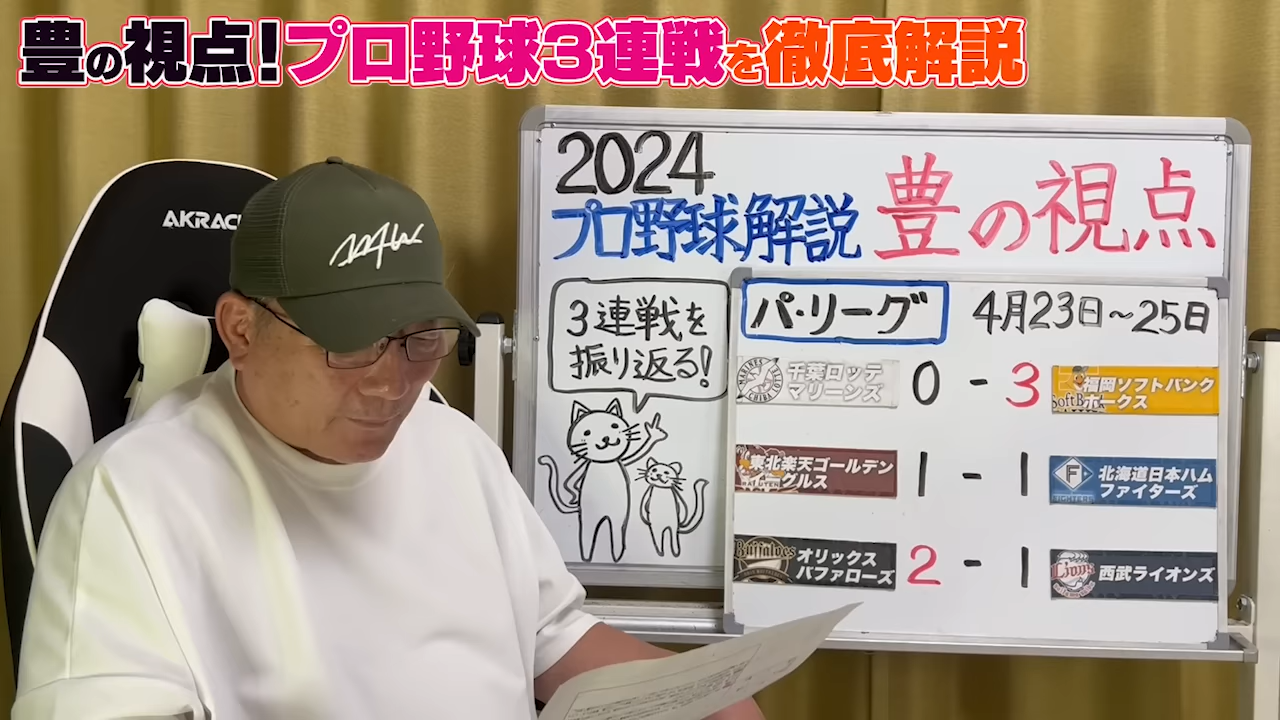 豊の視点!プロ野球3連戦を徹底解説
AKRAC
2024
プロ野球解説 豊の視点
3連戦を
振り返る!
パ・リーグ 4月23日~25日
千葉ロッテ
マリーンズ
0 - 3
福岡ソフトバンク
ホークス
東北楽天ゴールデン
グルス
1 - 1
北海道日本ハム
ファイターズ
FIGHTERS
Buffaloes
オリックス
バファローズ
2 - 1
Lions
西武ライオンズ